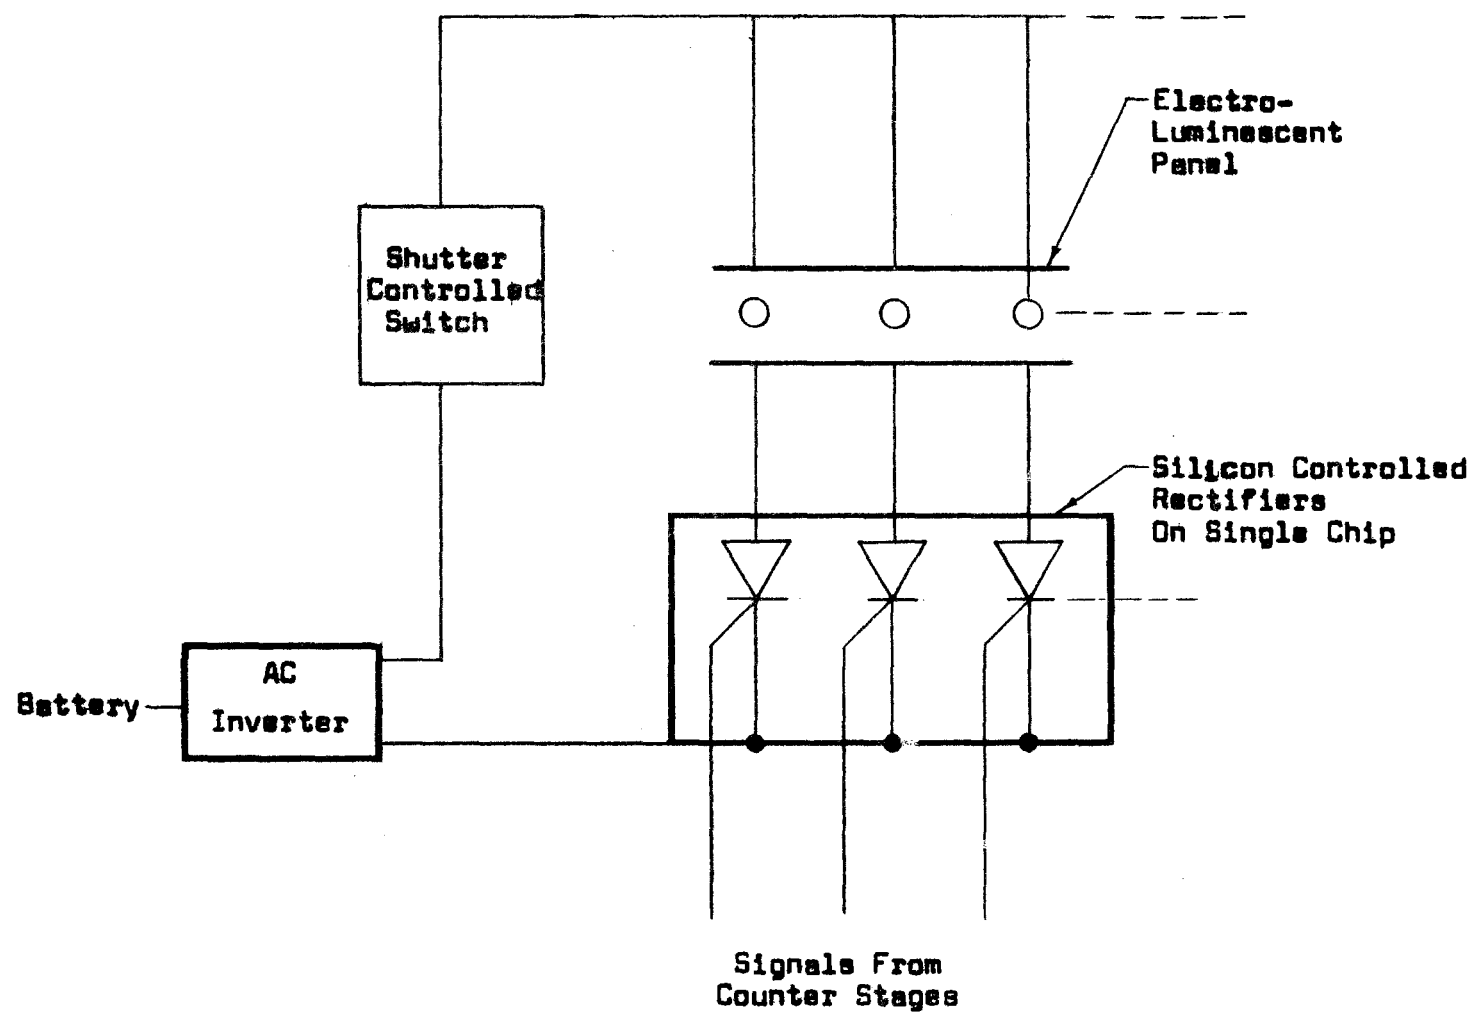 Electro-
Luminescent
Panel
Shutter
Controlled
Switch
Silicon Controlled
Rectifiers
On Single Chip
AC
Inverter
Battery
Signals From
Counter Stages